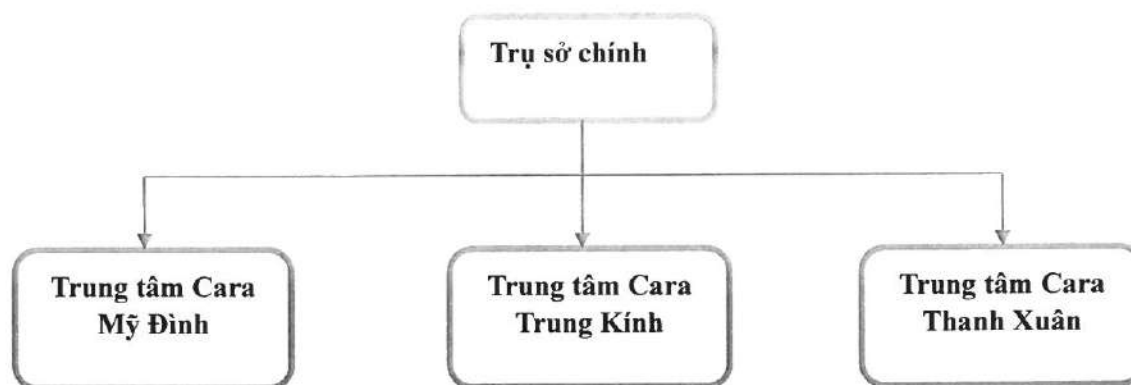 Trụ sở chính
Trung tâm Cara
Mỹ Đình
Trung tâm Cara
Trung Kính
Trung tâm Cara
Thanh Xuân